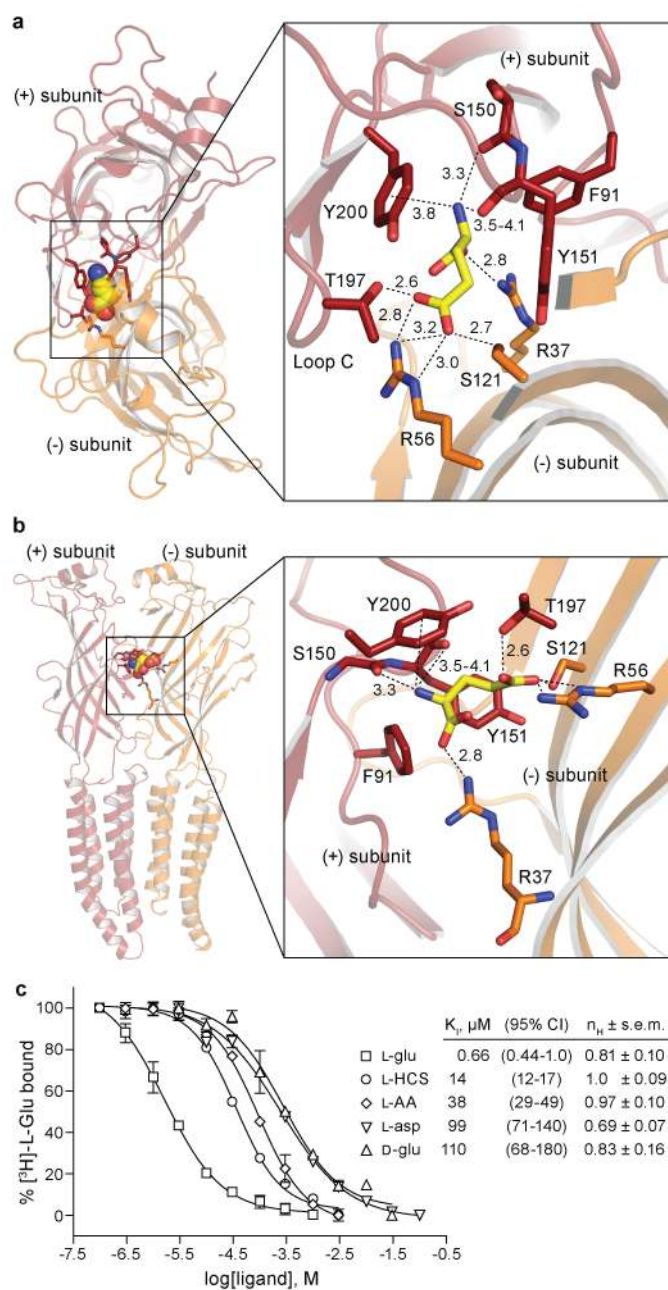 a
(+) subunit
(-) subunit
(+) subunit
S150
3.3
Y200
3.8
F91
3.5-4.1
Y151
2.8
T197
2.6
2.8
3.2
2.7
R37
Loop C
3.0
S121
R56
(-) subunit
b
(+) subunit
(-) subunit
Y200
T197
S150
3.5-4.1
2.6
S121
R56
3.3
Y151
F91
2.8
(-) subunit
(+) subunit
R37
c
% [³H]-L-Glu bound
100
80
60
40
20
0
-7.5 -6.5 -5.5 -4.5 -3.5 -2.5 -1.5 -0.5
log[ligand], M
KI, µM (95% CI) nH ± s.e.m.
L-glu 0.66 (0.44-1.0) 0.81 ± 0.10
L-HCS 14 (12-17) 1.0 ± 0.09
L-AA 38 (29-49) 0.97 ± 0.10
L-asp 99 (71-140) 0.69 ± 0.07
D-glu 110 (68-180) 0.83 ± 0.16